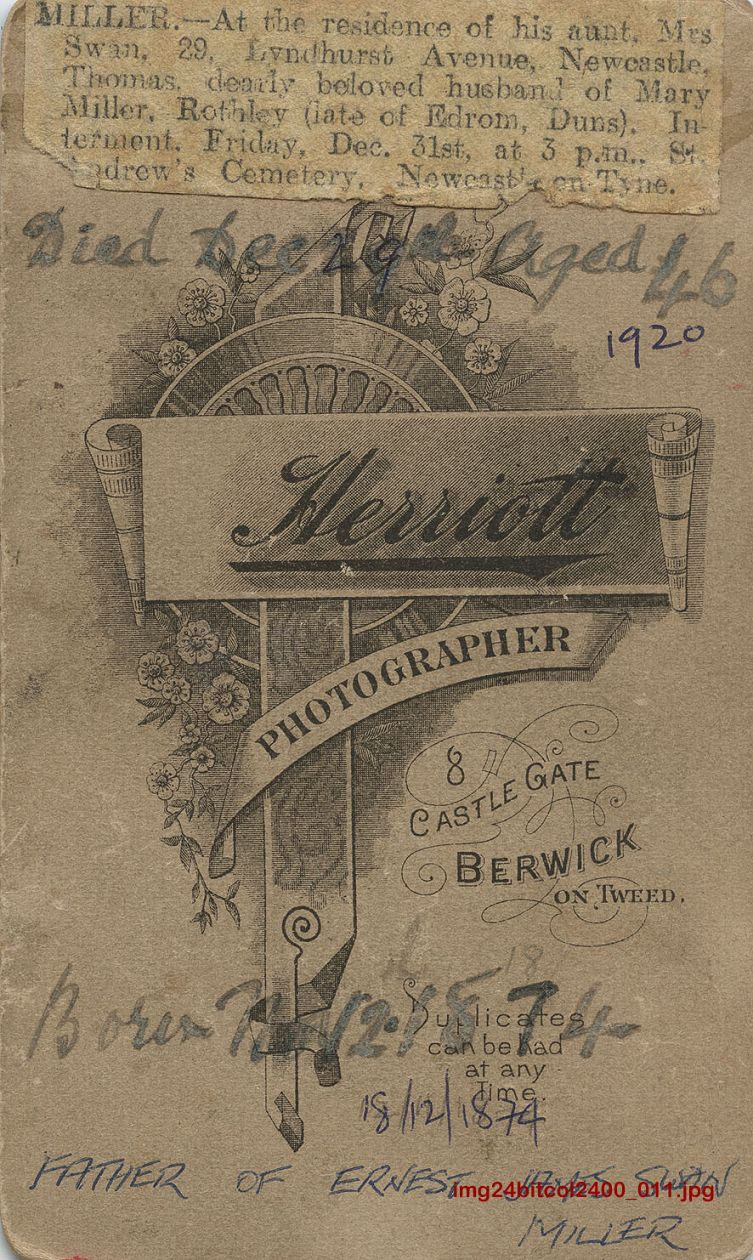 MILLER.—At the residence of his aunt, Mrs
Swan, 29, Lyndhurst Avenue, Newcastle,
Thomas, dearly beloved husband of Mary
Miller, Rothley (late of Edrom, Duns). In-
terment, Friday, Dec. 31st, at 3 p.m., St.
Andrew's Cemetery, Newcastle-on-Tyne.
Died Dec 29th Aged 46
1920
Herriott
PHOTOGRAPHER
8
CASTLE GATE
BERWICK
ON TWEED.
18
Born 12 1874
Duplicates
can be had
at any
Time.
18/12/1874
FATHER OF ERNEST JAMES SWAN
img24bitcol2400_011.jpg
MILLER